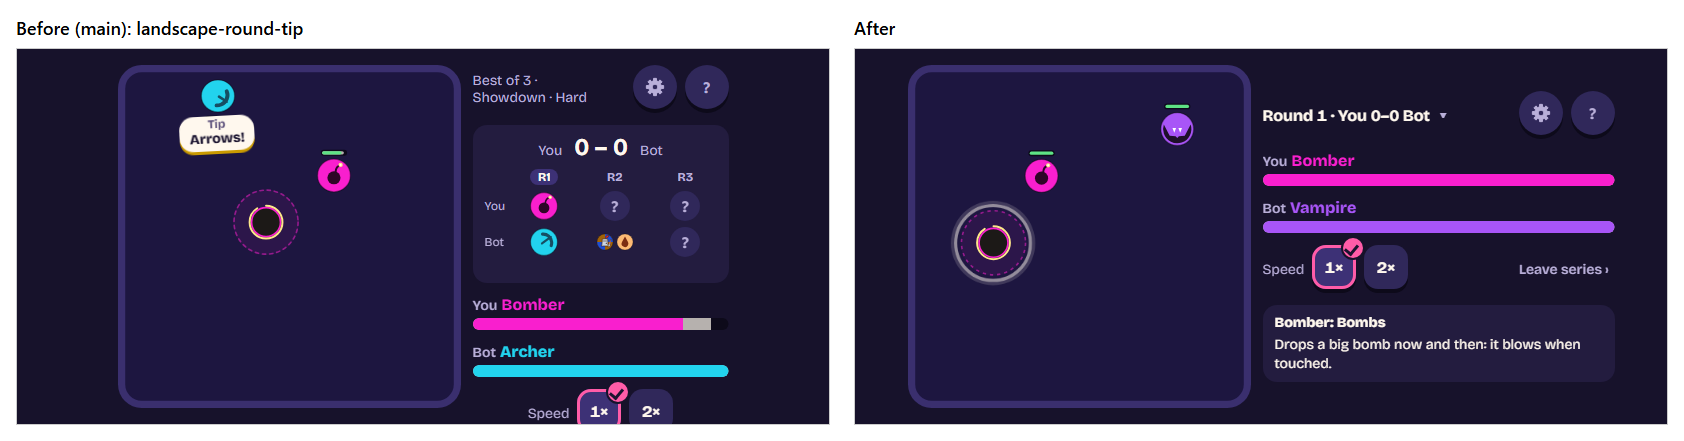 Before (main): landscape-round-tip
Tip
Arrows!
Best of 3 ·
Showdown · Hard
?
You 0 – 0 Bot
R1 R2 R3
You ? ?
Bot ?
You Bomber
Bot Archer
Speed 1× 2×
After
Round 1 · You 0–0 Bot
?
You Bomber
Bot Vampire
Speed 1× 2× Leave series ›
Bomber: Bombs
Drops a big bomb now and then: it blows when
touched.